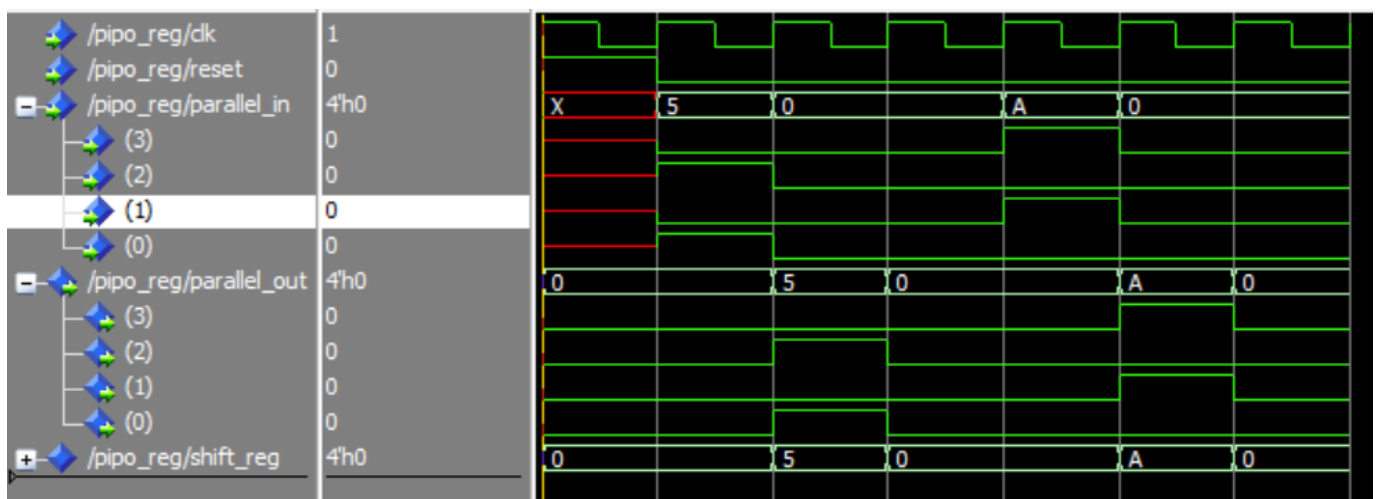 /pipo_reg/clk 1
/pipo_reg/reset 0
/pipo_reg/parallel_in 4'h0 X 5 0 A 0
(3) 0
(2) 0
(1) 0
(0) 0
/pipo_reg/parallel_out 4'h0 0 5 0 A 0
(3) 0
(2) 0
(1) 0
(0) 0
/pipo_reg/shift_reg 4'h0 0 5 0 A 0